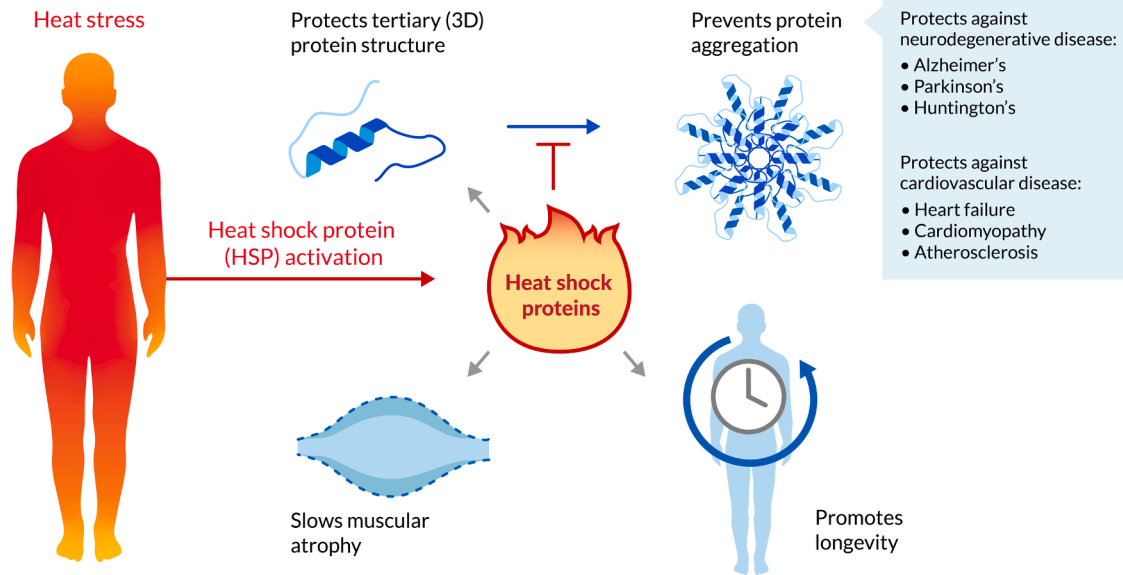 Heat stress
Protects tertiary (3D)
protein structure
Prevents protein
aggregation
Protects against
neurodegenerative disease:
• Alzheimer’s
• Parkinson’s
• Huntington’s
Protects against
cardiovascular disease:
• Heart failure
• Cardiomyopathy
• Atherosclerosis
Heat shock protein
(HSP) activation
Heat shock
proteins
Slows muscular
atrophy
Promotes
longevity